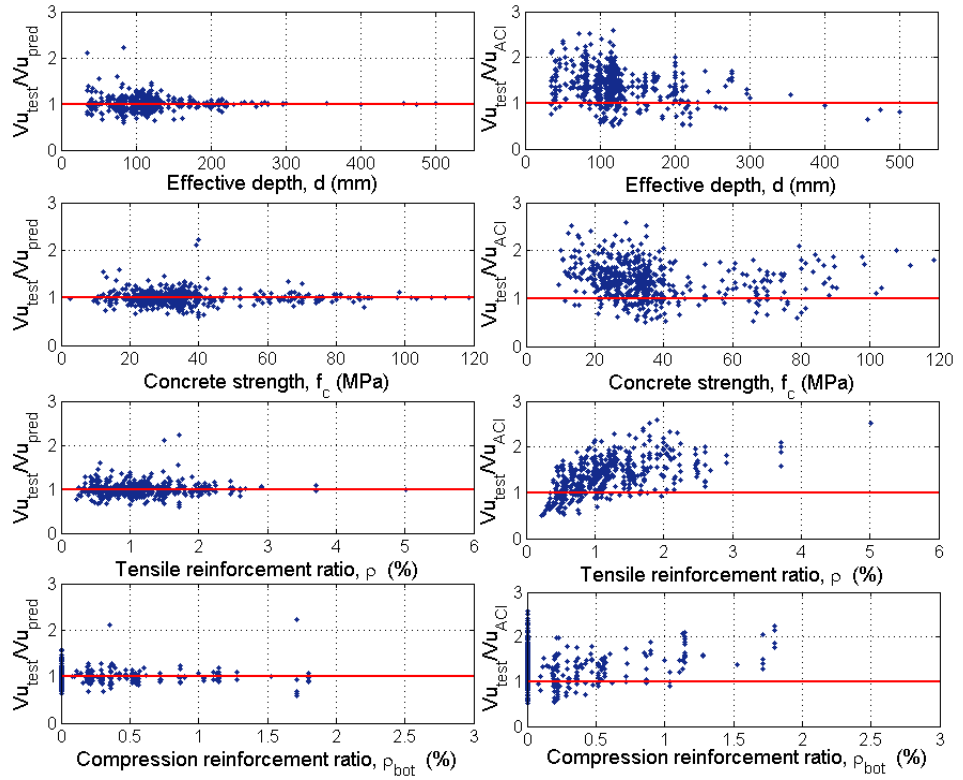 Vu_test/Vu_pred
3
2
1
0
0 100 200 300 400 500
Effective depth, d (mm)
Vu_test/Vu_ACI
3
2
1
0
0 100 200 300 400 500
Effective depth, d (mm)
Vu_test/Vu_pred
3
2
1
0
0 20 40 60 80 100 120
Concrete strength, f_c (MPa)
Vu_test/Vu_ACI
3
2
1
0
0 20 40 60 80 100 120
Concrete strength, f_c (MPa)
Vu_test/Vu_pred
3
2
1
0
0 1 2 3 4 5 6
Tensile reinforcement ratio, ρ (%)
Vu_test/Vu_ACI
3
2
1
0
0 1 2 3 4 5 6
Tensile reinforcement ratio, ρ (%)
Vu_test/Vu_pred
3
2
1
0
0 0.5 1 1.5 2 2.5 3
Compression reinforcement ratio, ρ_bot (%)
Vu_test/Vu_ACI
3
2
1
0
0 0.5 1 1.5 2 2.5 3
Compression reinforcement ratio, ρ_bot (%)